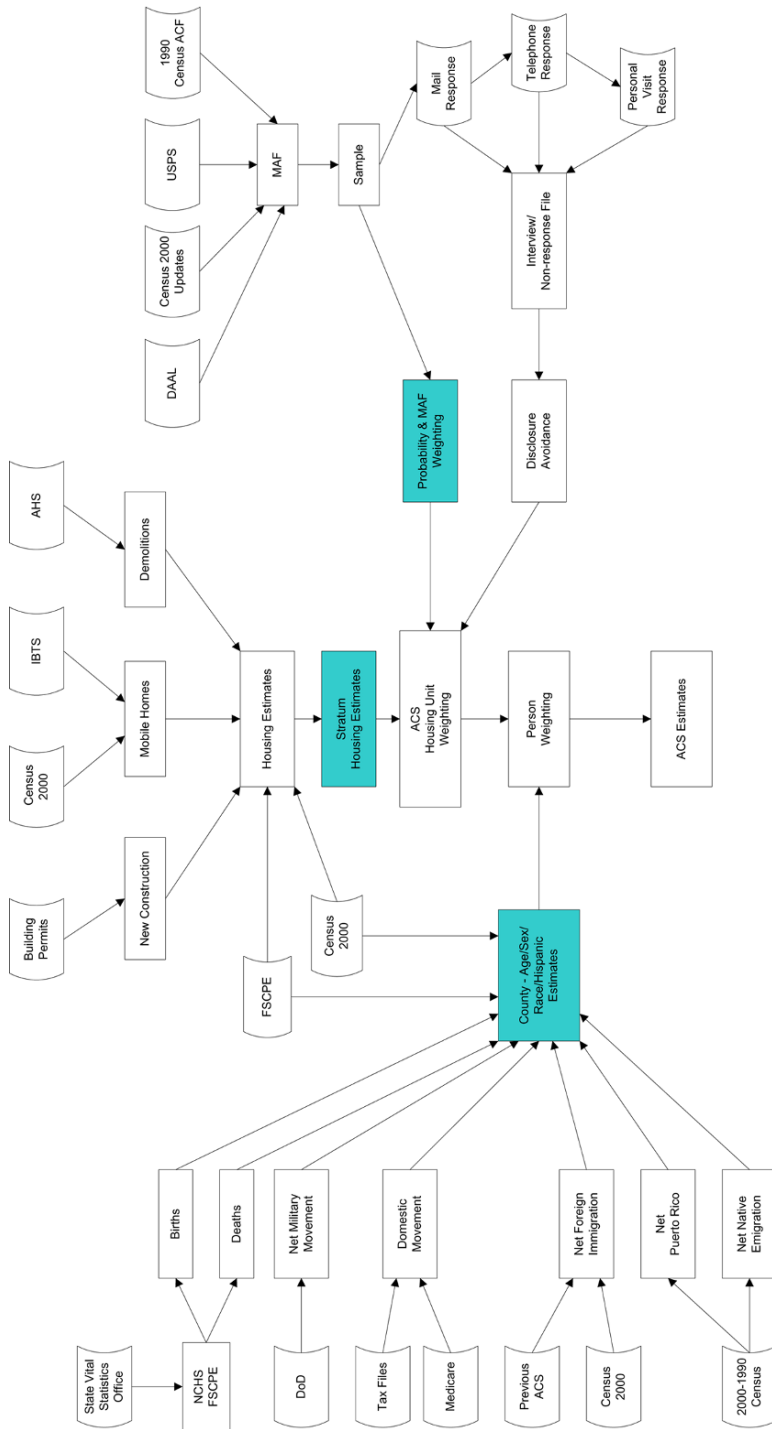 State Vital
Statistics
Office
NCHS
FSCPE
DoD
Tax Files
Medicare
Previous
ACS
Census
2000
2000-1990
Census
Births
Deaths
Net Military
Movement
Domestic
Movement
Net Foreign
Immigration
Net
Puerto Rico
Net Native
Emigration
Building
Permits
Census
2000
IBTS
AHS
New Construction
Mobile Homes
Demolitions
FSCPE
Census
2000
Housing Estimates
Stratum
Housing Estimates
County - Age/Sex/
Race/Hispanic
Estimates
ACS
Housing Unit
Weighting
Person
Weighting
ACS Estimates
DAAL
Census 2000
Updates
USPS
1990
Census ACF
MAF
Sample
Probability & MAF
Weighting
Mail
Response
Telephone
Response
Personal
Visit
Response
Interview/
Non-response File
Disclosure
Avoidance